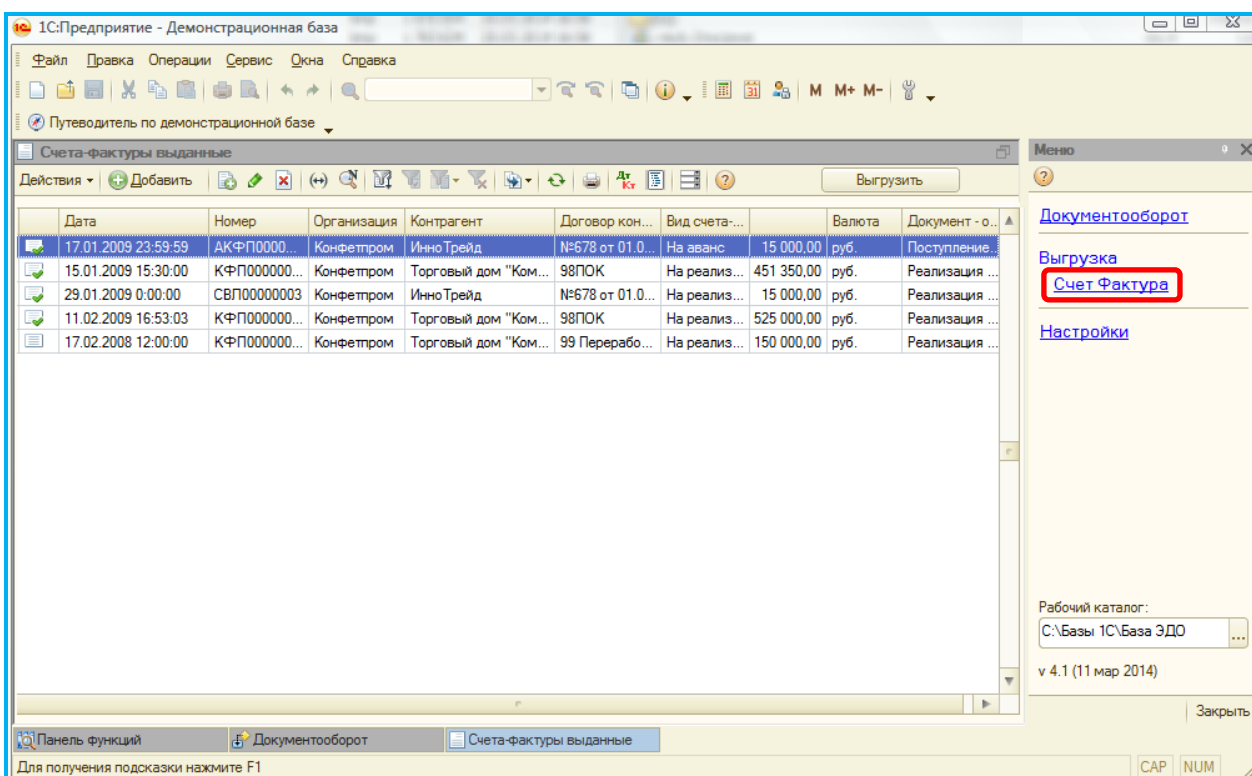 1С:Предприятие - Демонстрационная база
Файл Правка Операции Сервис Окна Справка
M M+ M-
Путеводитель по демонстрационной базе
Счета-фактуры выданные
Меню
Действия Добавить Выгрузить
Дата Номер Организация Контрагент Договор кон... Вид счета-... Валюта Документ - о...
17.01.2009 23:59:59 АКФП0000... Конфетпром ИнноТрейд №678 от 01.0... На аванс 15 000,00 руб. Поступление...
15.01.2009 15:30:00 КФП000000... Конфетпром Торговый дом "Ком... 98ПОК На реализ... 451 350,00 руб. Реализация ...
29.01.2009 0:00:00 СВЛ00000003 Конфетпром ИнноТрейд №678 от 01.0... На реализ... 15 000,00 руб. Реализация ...
11.02.2009 16:53:03 КФП000000... Конфетпром Торговый дом "Ком... 98ПОК На реализ... 525 000,00 руб. Реализация ...
17.02.2008 12:00:00 КФП000000... Конфетпром Торговый дом "Ком... 99 Перерабо... На реализ... 150 000,00 руб. Реализация ...
Документооборот
Выгрузка
Счет Фактура
Настройки
Рабочий каталог:
C:\Базы 1С\База ЭДО ...
v 4.1 (11 мар 2014)
Закрыть
Панель функций Документооборот Счета-фактуры выданные
Для получения подсказки нажмите F1 CAP NUM